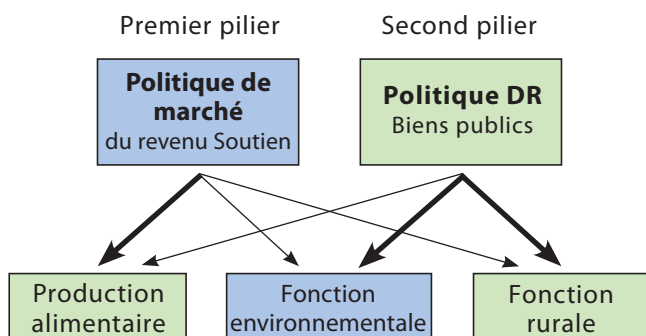 Premier pilier
Second pilier
Politique de
marché
du revenu Soutien
Politique DR
Biens publics
Production
alimentaire
Fonction
environnementale
Fonction
rurale